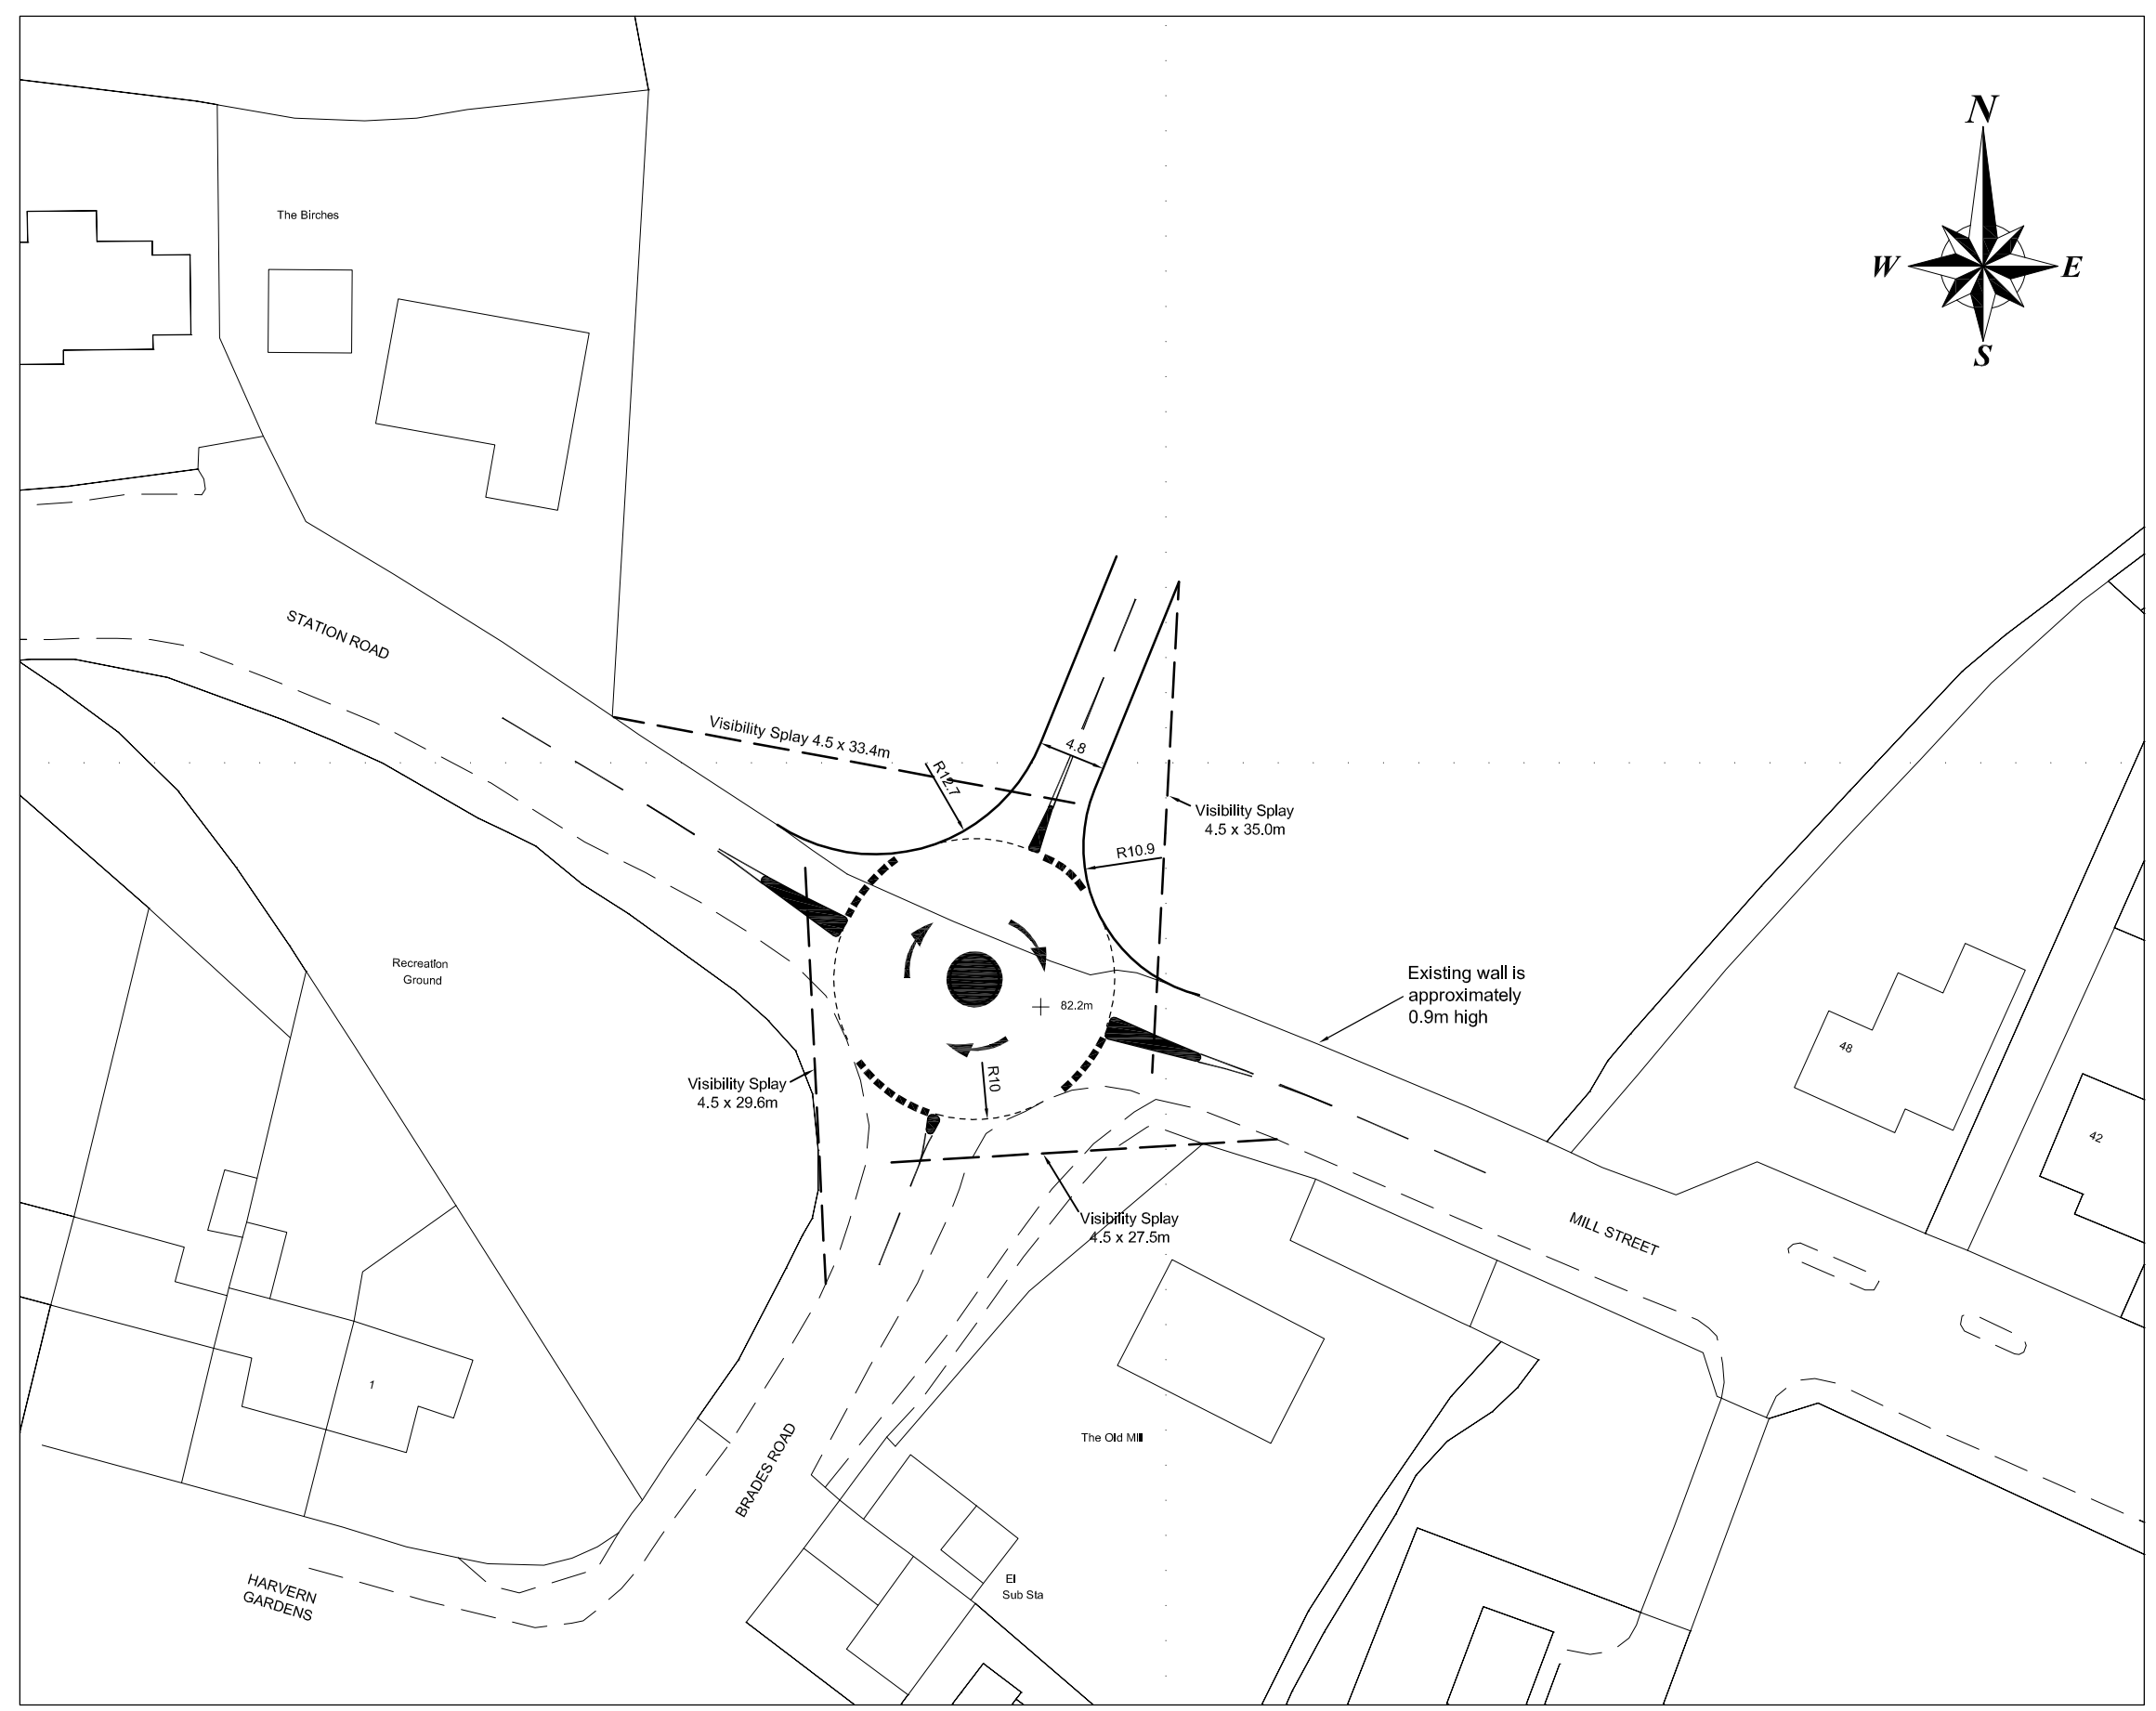 N
The Birches
W
E
S
STATION ROAD
Visibility Splay 4.5 x 33.4m
4.8
R12.7
Visibility Splay
4.5 x 35.0m
R10.9
Recreation
Ground
Existing wall is
approximately
0.9m high
82.2m
48
R10
Visibility Splay
4.5 x 29.6m
42
Visibility Splay
4.5 x 27.5m
MILL STREET
1
The Old Mill
BRADES ROAD
El
Sub Sta
HARVERN
GARDENS